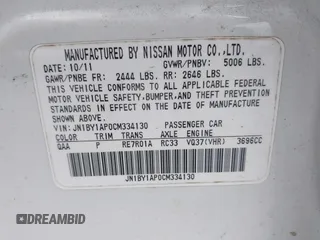 MANUFACTURED BY NISSAN MOTOR CO.,LTD.
DATE: 10/11 GVWR/PNBV: 5006 LBS.
GAWR/PNBE FR: 2444 LBS. RR: 2646 LBS.
THIS VEHICLE CONFORMS TO ALL APPLICABLE FEDERAL
MOTOR VEHICLE SAFETY,BUMPER,AND THEFT PREVENTION
STANDARDS IN EFFECT ON THE DATE OF MANUFACTURE
SHOWN ABOVE.
VIN: JN1BY1AP0CM334130 PASSENGER CAR
COLOR TRIM TRANS AXLE ENGINE
QAA P RE7R01A RC33 VQ37(VHR) 3696CC
JN1BY1AP0CM334130
DREAMBID